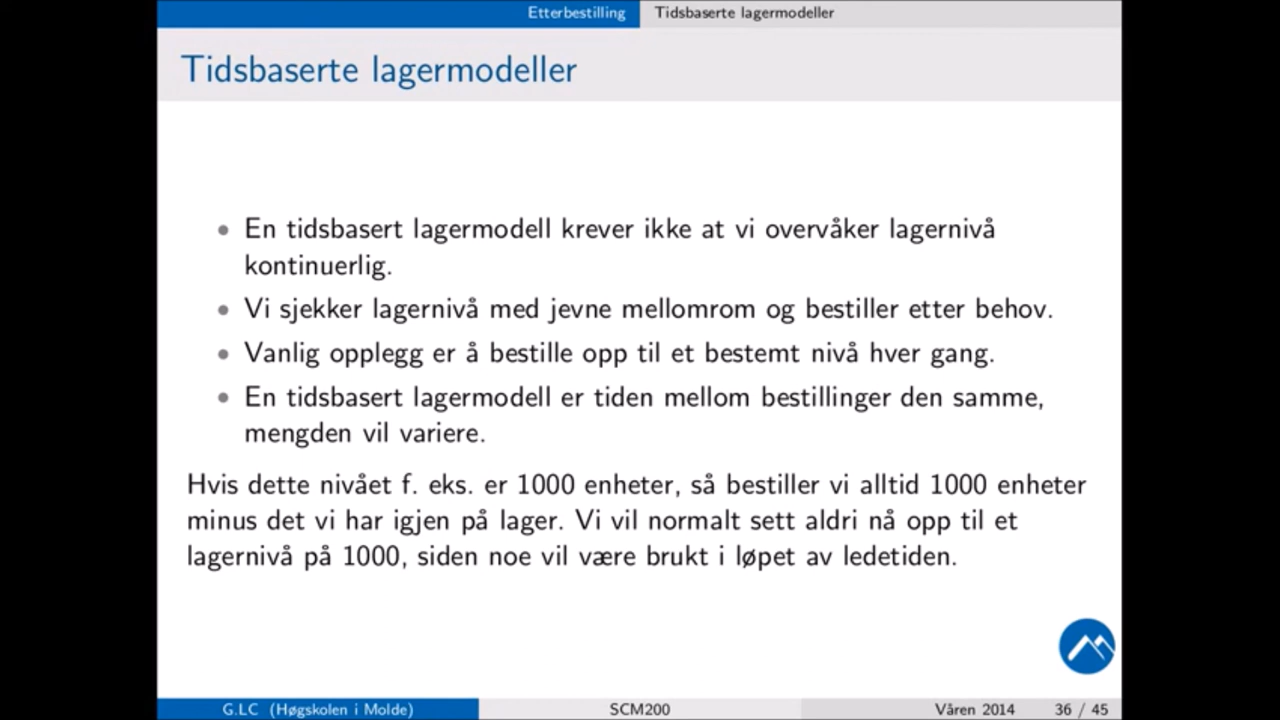 Etterbestilling Tidsbaserte lagermodeller
Tidsbaserte lagermodeller
En tidsbasert lagermodell krever ikke at vi overvåker lagernivå
kontinuerlig.
Vi sjekker lagernivå med jevne mellomrom og bestiller etter behov.
Vanlig opplegg er å bestille opp til et bestemt nivå hver gang.
En tidsbasert lagermodell er tiden mellom bestillinger den samme,
mengden vil variere.
Hvis dette nivået f. eks. er 1000 enheter, så bestiller vi alltid 1000 enheter
minus det vi har igjen på lager. Vi vil normalt sett aldri nå opp til et
lagernivå på 1000, siden noe vil være brukt i løpet av ledetiden.
G.LC (Høgskolen i Molde) SCM200 Våren 2014 36 / 45